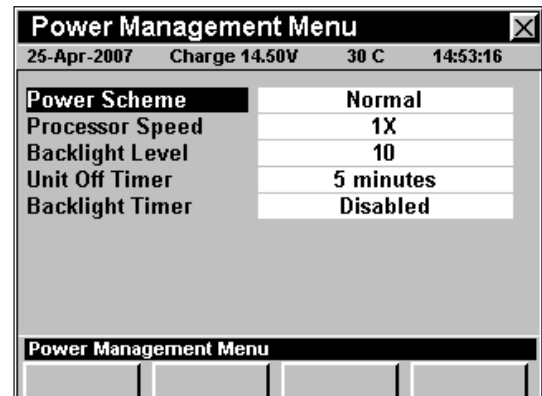 Power Management Menu
25-Apr-2007 Charge 14.50V 30 C 14:53:16
Power Scheme Normal
Processor Speed 1X
Backlight Level 10
Unit Off Timer 5 minutes
Backlight Timer Disabled
Power Management Menu